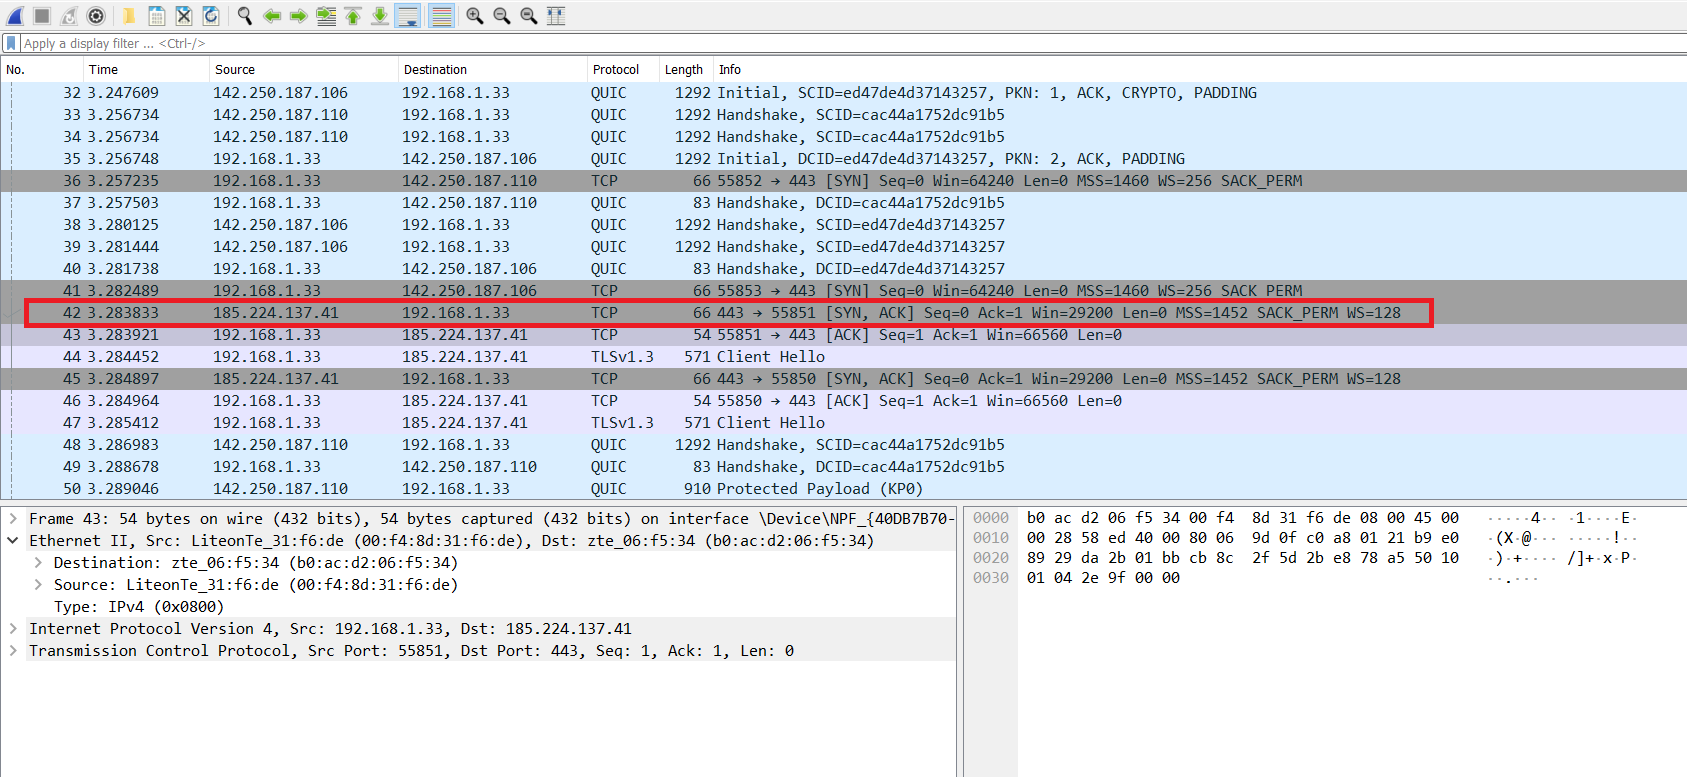 Apply a display filter ... <Ctrl-/>
No. Time Source Destination Protocol Length Info
32 3.247609 142.250.187.106 192.168.1.33 QUIC 1292 Initial, SCID=ed47de4d37143257, PKN: 1, ACK, CRYPTO, PADDING
33 3.256734 142.250.187.110 192.168.1.33 QUIC 1292 Handshake, SCID=cac44a1752dc91b5
34 3.256734 142.250.187.110 192.168.1.33 QUIC 1292 Handshake, SCID=cac44a1752dc91b5
35 3.256748 192.168.1.33 142.250.187.106 QUIC 1292 Initial, DCID=ed47de4d37143257, PKN: 2, ACK, PADDING
36 3.257235 192.168.1.33 142.250.187.110 TCP 66 55852 → 443 [SYN] Seq=0 Win=64240 Len=0 MSS=1460 WS=256 SACK_PERM
37 3.257503 192.168.1.33 142.250.187.110 QUIC 83 Handshake, DCID=cac44a1752dc91b5
38 3.280125 142.250.187.106 192.168.1.33 QUIC 1292 Handshake, SCID=ed47de4d37143257
39 3.281444 142.250.187.106 192.168.1.33 QUIC 1292 Handshake, SCID=ed47de4d37143257
40 3.281738 192.168.1.33 142.250.187.106 QUIC 83 Handshake, DCID=ed47de4d37143257
41 3.282489 192.168.1.33 142.250.187.106 TCP 66 55853 → 443 [SYN] Seq=0 Win=64240 Len=0 MSS=1460 WS=256 SACK_PERM
42 3.283833 185.224.137.41 192.168.1.33 TCP 66 443 → 55851 [SYN, ACK] Seq=0 Ack=1 Win=29200 Len=0 MSS=1452 SACK_PERM WS=128
43 3.283921 192.168.1.33 185.224.137.41 TCP 54 55851 → 443 [ACK] Seq=1 Ack=1 Win=66560 Len=0
44 3.284452 192.168.1.33 185.224.137.41 TLSv1.3 571 Client Hello
45 3.284897 185.224.137.41 192.168.1.33 TCP 66 443 → 55850 [SYN, ACK] Seq=0 Ack=1 Win=29200 Len=0 MSS=1452 SACK_PERM WS=128
46 3.284964 192.168.1.33 185.224.137.41 TCP 54 55850 → 443 [ACK] Seq=1 Ack=1 Win=66560 Len=0
47 3.285412 192.168.1.33 185.224.137.41 TLSv1.3 571 Client Hello
48 3.286983 142.250.187.110 192.168.1.33 QUIC 1292 Handshake, SCID=cac44a1752dc91b5
49 3.288678 192.168.1.33 142.250.187.110 QUIC 83 Handshake, DCID=cac44a1752dc91b5
50 3.289046 142.250.187.110 192.168.1.33 QUIC 910 Protected Payload (KP0)
Frame 43: 54 bytes on wire (432 bits), 54 bytes captured (432 bits) on interface \Device\NPF_{40DB7B70-
Ethernet II, Src: LiteonTe_31:f6:de (00:f4:8d:31:f6:de), Dst: zte_06:f5:34 (b0:ac:d2:06:f5:34)
Destination: zte_06:f5:34 (b0:ac:d2:06:f5:34)
Source: LiteonTe_31:f6:de (00:f4:8d:31:f6:de)
Type: IPv4 (0x0800)
Internet Protocol Version 4, Src: 192.168.1.33, Dst: 185.224.137.41
Transmission Control Protocol, Src Port: 55851, Dst Port: 443, Seq: 1, Ack: 1, Len: 0
0000 b0 ac d2 06 f5 34 00 f4 8d 31 f6 de 08 00 45 00 ·····4·· ·1····E·
0010 00 28 58 ed 40 00 80 06 9d 0f c0 a8 01 21 b9 e0 ·(X·@··· ·····!··
0020 89 29 da 2b 01 bb cb 8c 2f 5d 2b e8 78 a5 50 10 ·)·+···· /]+·x·P·
0030 01 04 2e 9f 00 00 ··.···